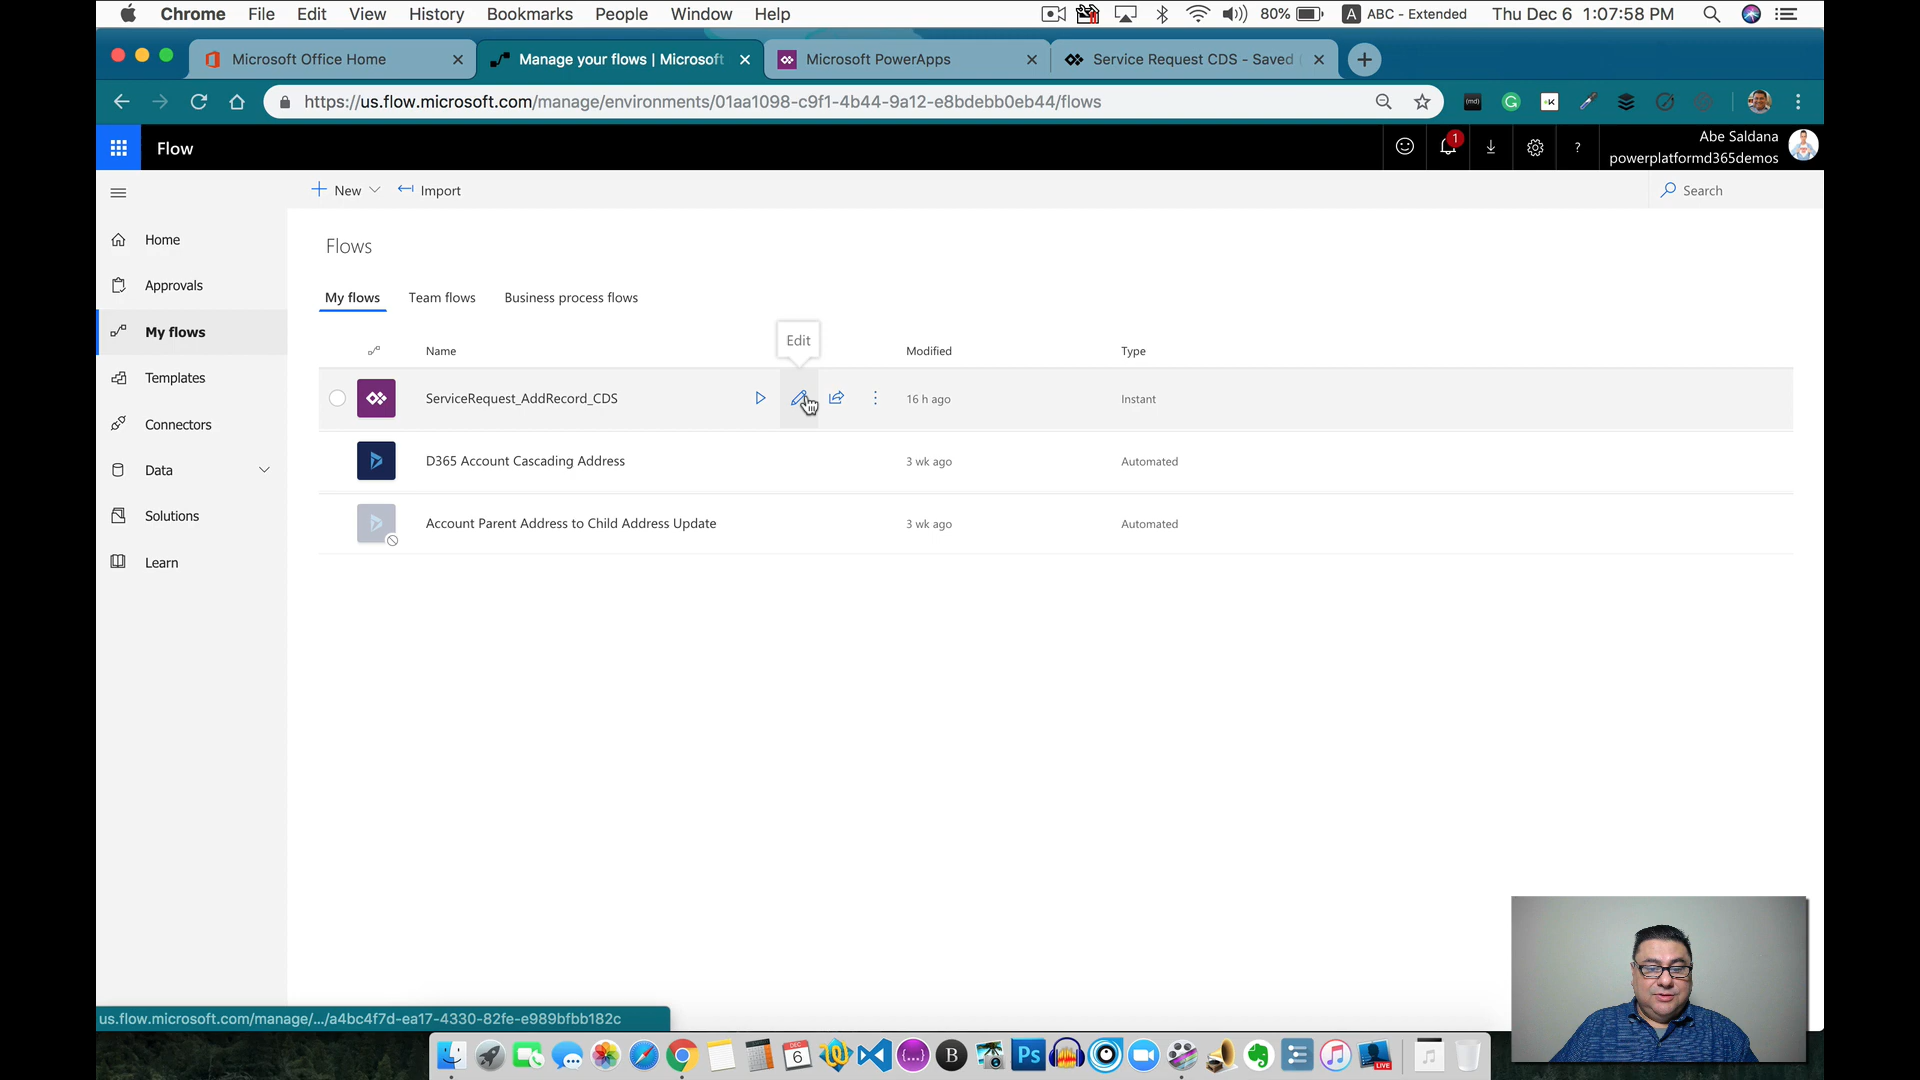 Chrome File Edit View History Bookmarks People Window Help 80% A ABC - Extended Thu Dec 6 1:07:58 PM
Microsoft Office Home
Manage your flows | Microsoft
Microsoft PowerApps
Service Request CDS - Saved
https://us.flow.microsoft.com/manage/environments/01aa1098-c9f1-4b44-9a12-e8bdebb0eb44/flows
Flow
1
?
Abe Saldana
powerplatformd365demos
New
Import
Search
Home
Approvals
My flows
Templates
Connectors
Data
Solutions
Learn
Flows
My flows Team flows Business process flows
Edit
Name Modified Type
ServiceRequest_AddRecord_CDS 16 h ago Instant
D365 Account Cascading Address 3 wk ago Automated
Account Parent Address to Child Address Update 3 wk ago Automated
us.flow.microsoft.com/manage/.../a4bc4f7d-ea17-4330-82fe-e989bfbb182c
DEC
6
{...}
B
Ps
LIVE